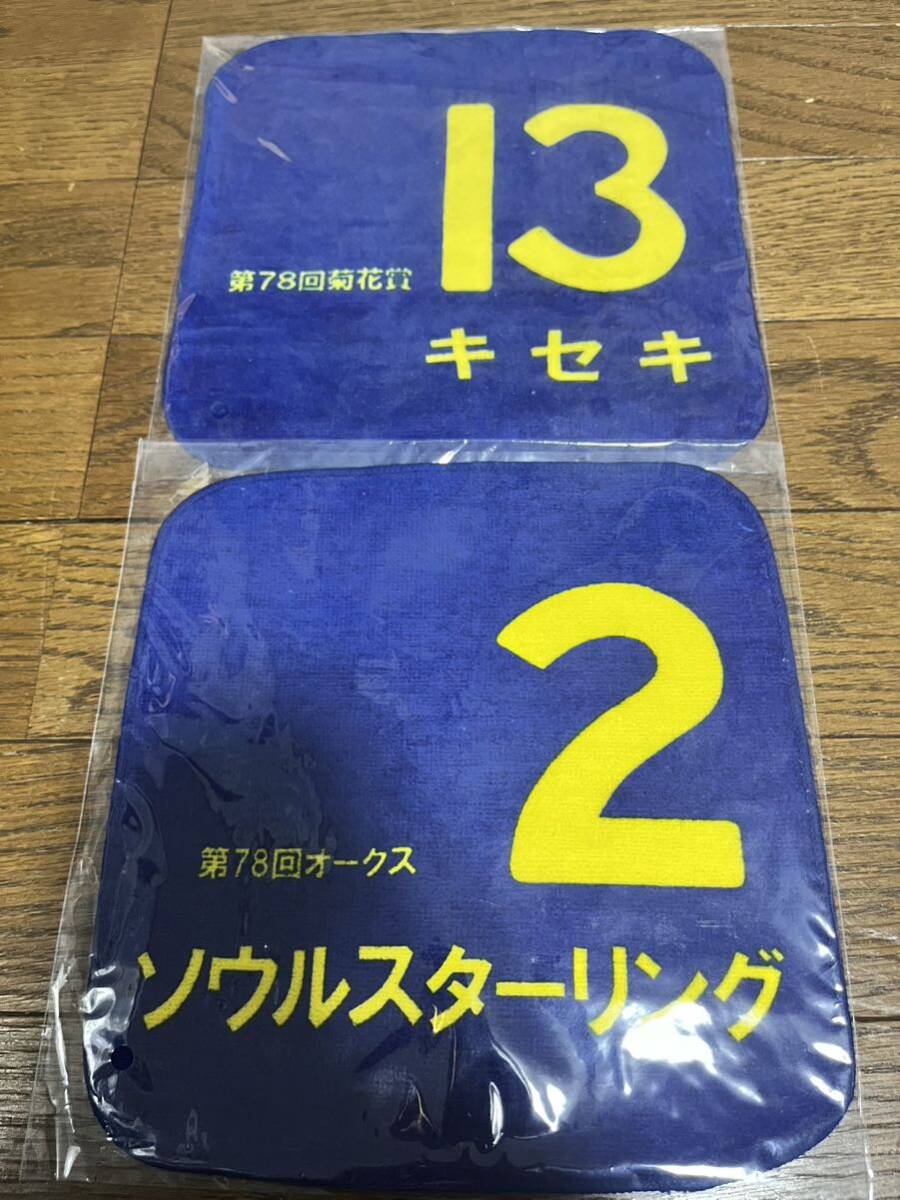 13
第78回菊花賞
キセキ
2
第78回オークス
ソウルスターリング